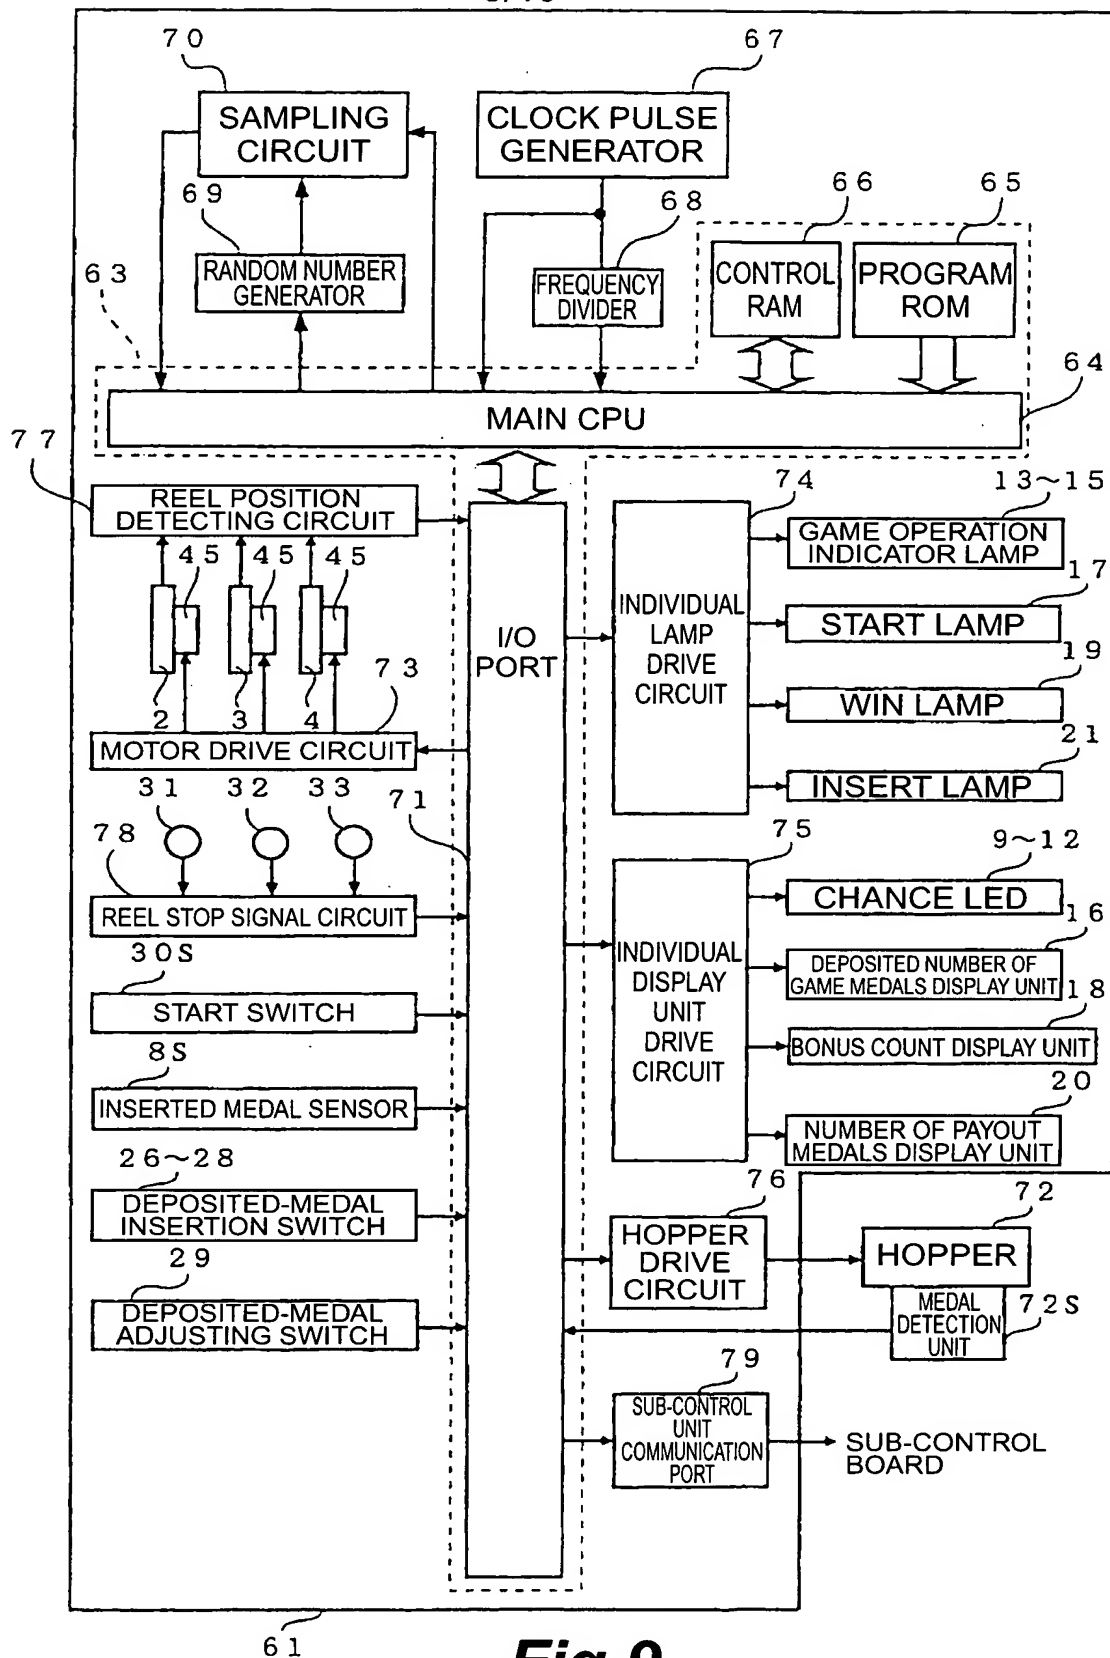 70
67
SAMPLING
CIRCUIT
CLOCK PULSE
GENERATOR
69
68
66
65
63
RANDOM NUMBER
GENERATOR
FREQUENCY
DIVIDER
CONTROL
RAM
PROGRAM
ROM
64
MAIN CPU
77
REEL POSITION
DETECTING CIRCUIT
45
45
45
2
3
4
73
MOTOR DRIVE CIRCUIT
31
32
33
78
71
REEL STOP SIGNAL CIRCUIT
30S
START SWITCH
8S
INSERTED MEDAL SENSOR
26~28
DEPOSITED-MEDAL
INSERTION SWITCH
29
DEPOSITED-MEDAL
ADJUSTING SWITCH
I/O
PORT
74
INDIVIDUAL
LAMP
DRIVE
CIRCUIT
13~15
GAME OPERATION
INDICATOR LAMP
17
START LAMP
19
WIN LAMP
21
INSERT LAMP
75
INDIVIDUAL
DISPLAY
UNIT
DRIVE
CIRCUIT
9~12
CHANCE LED
16
DEPOSITED NUMBER OF
GAME MEDALS DISPLAY UNIT
18
BONUS COUNT DISPLAY UNIT
20
NUMBER OF PAYOUT
MEDALS DISPLAY UNIT
76
HOPPER
DRIVE
CIRCUIT
72
HOPPER
MEDAL
DETECTION
UNIT
72S
79
SUB-CONTROL
UNIT
COMMUNICATION
PORT
SUB-CONTROL
BOARD
61